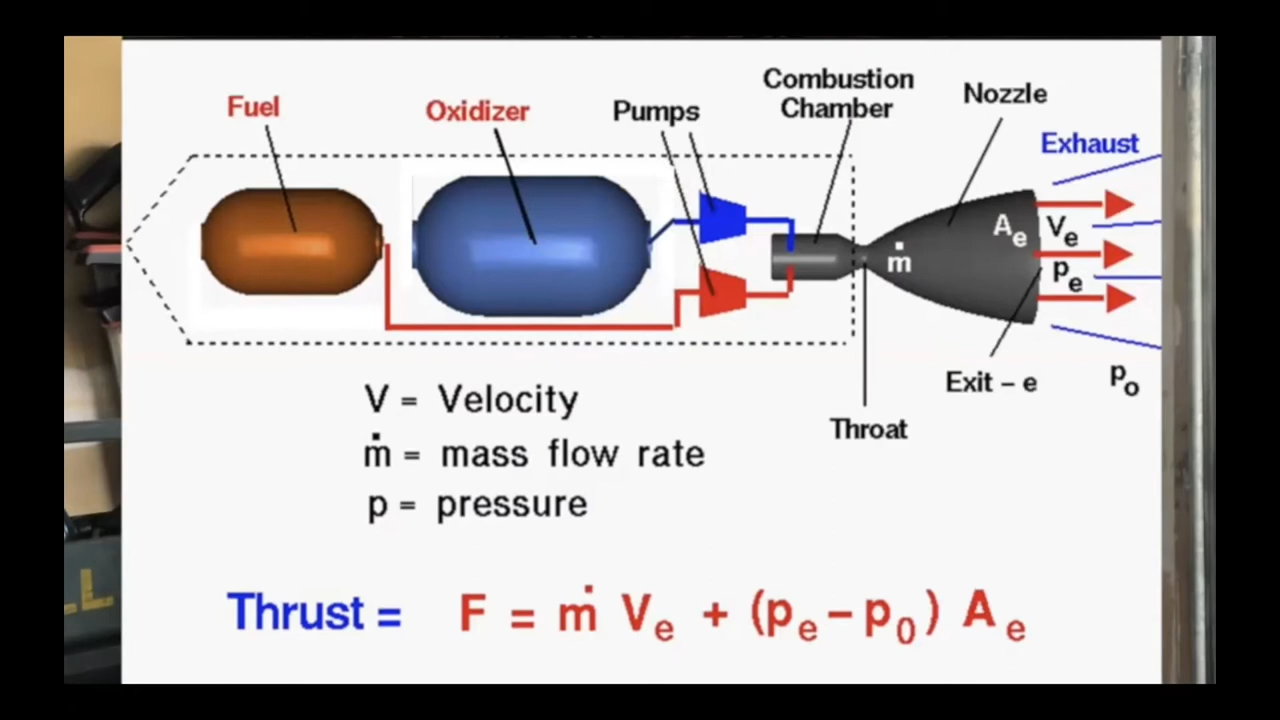 Fuel
Oxidizer
Pumps
Combustion
Chamber
Nozzle
Exhaust
Aₑ
Vₑ
ṁ
pₑ
Exit – e
pₒ
Throat
V = Velocity
ṁ = mass flow rate
p = pressure
Thrust = F = ṁ Vₑ + (pₑ – p₀) Aₑ